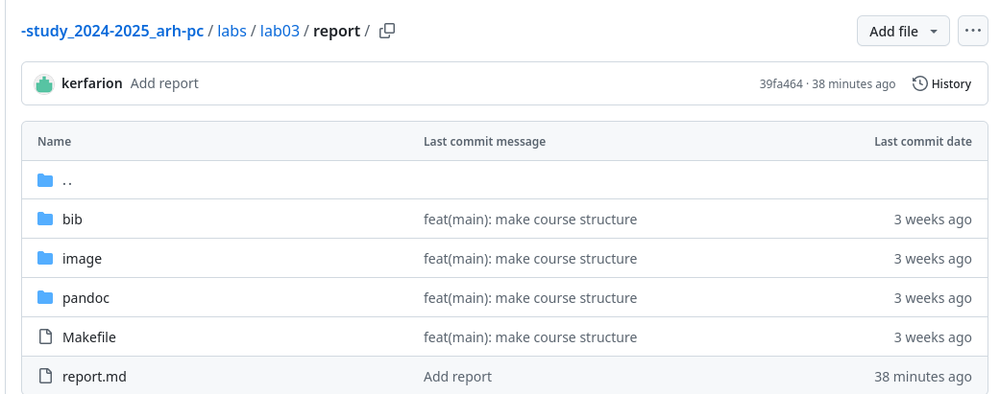 -study_2024-2025_arh-pc / labs / lab03 / report /
Add file
kerfarion Add report 39fa464 · 38 minutes ago History
Name Last commit message Last commit date
..
bib feat(main): make course structure 3 weeks ago
image feat(main): make course structure 3 weeks ago
pandoc feat(main): make course structure 3 weeks ago
Makefile feat(main): make course structure 3 weeks ago
report.md Add report 38 minutes ago